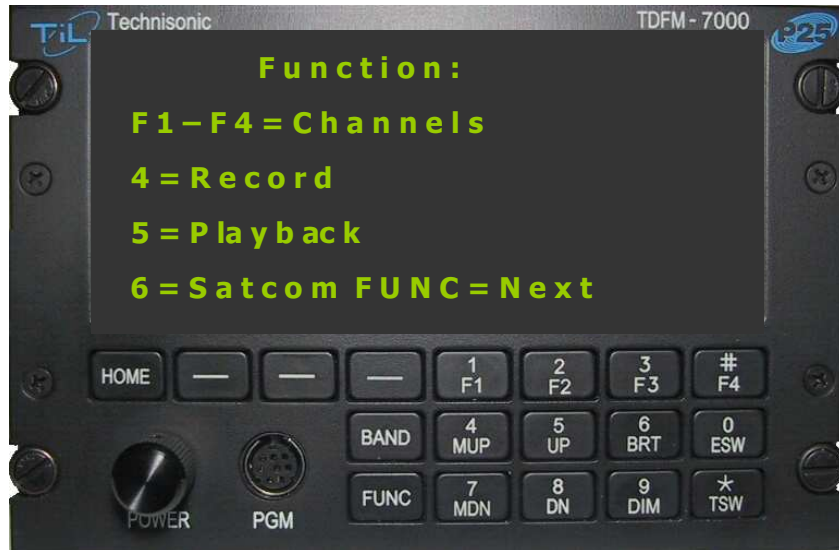 TiL Technisonic TDFM - 7000 P25
Function:
F1–F4=Channels
4=Record
5=Playback
6=Satcom FUNC=Next
HOME — — — 1 2 3 #
F1 F2 F3 F4
BAND 4 5 6 0
MUP UP BRT ESW
FUNC 7 8 9 *
MDN DN DIM TSW
POWER PGM